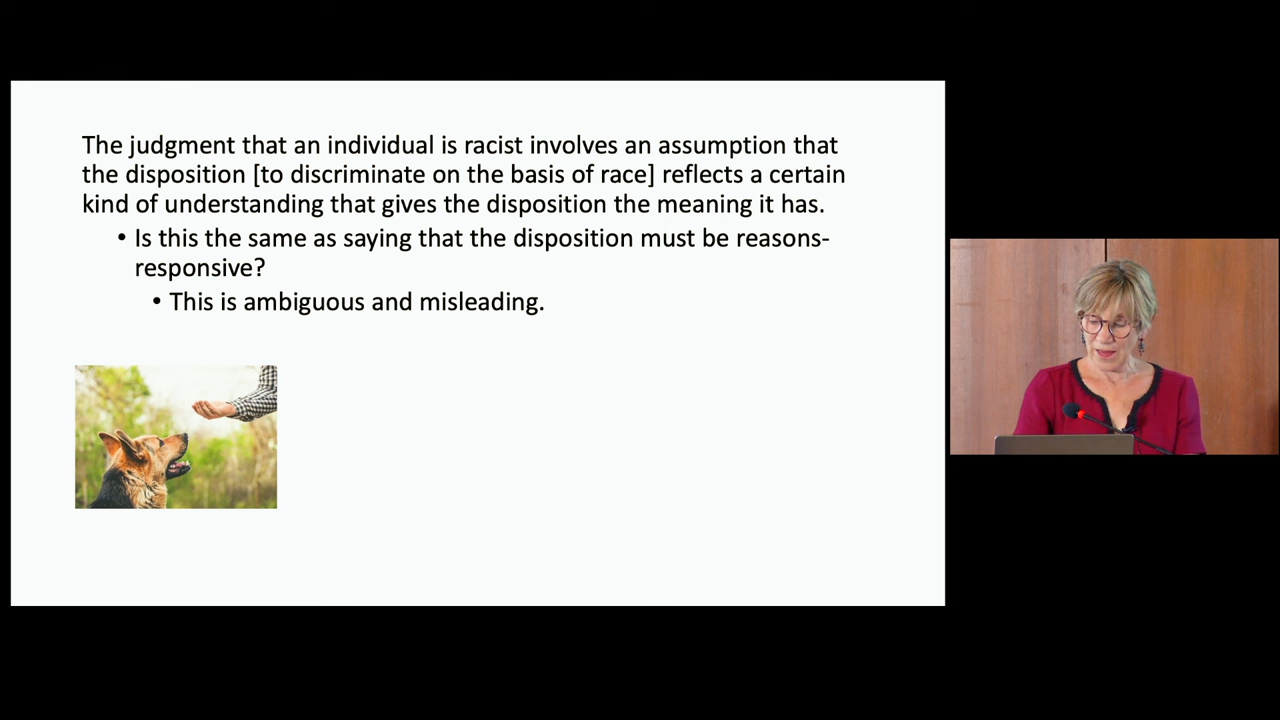 The judgment that an individual is racist involves an assumption that
the disposition [to discriminate on the basis of race] reflects a certain
kind of understanding that gives the disposition the meaning it has.
• Is this the same as saying that the disposition must be reasons-
responsive?
• This is ambiguous and misleading.